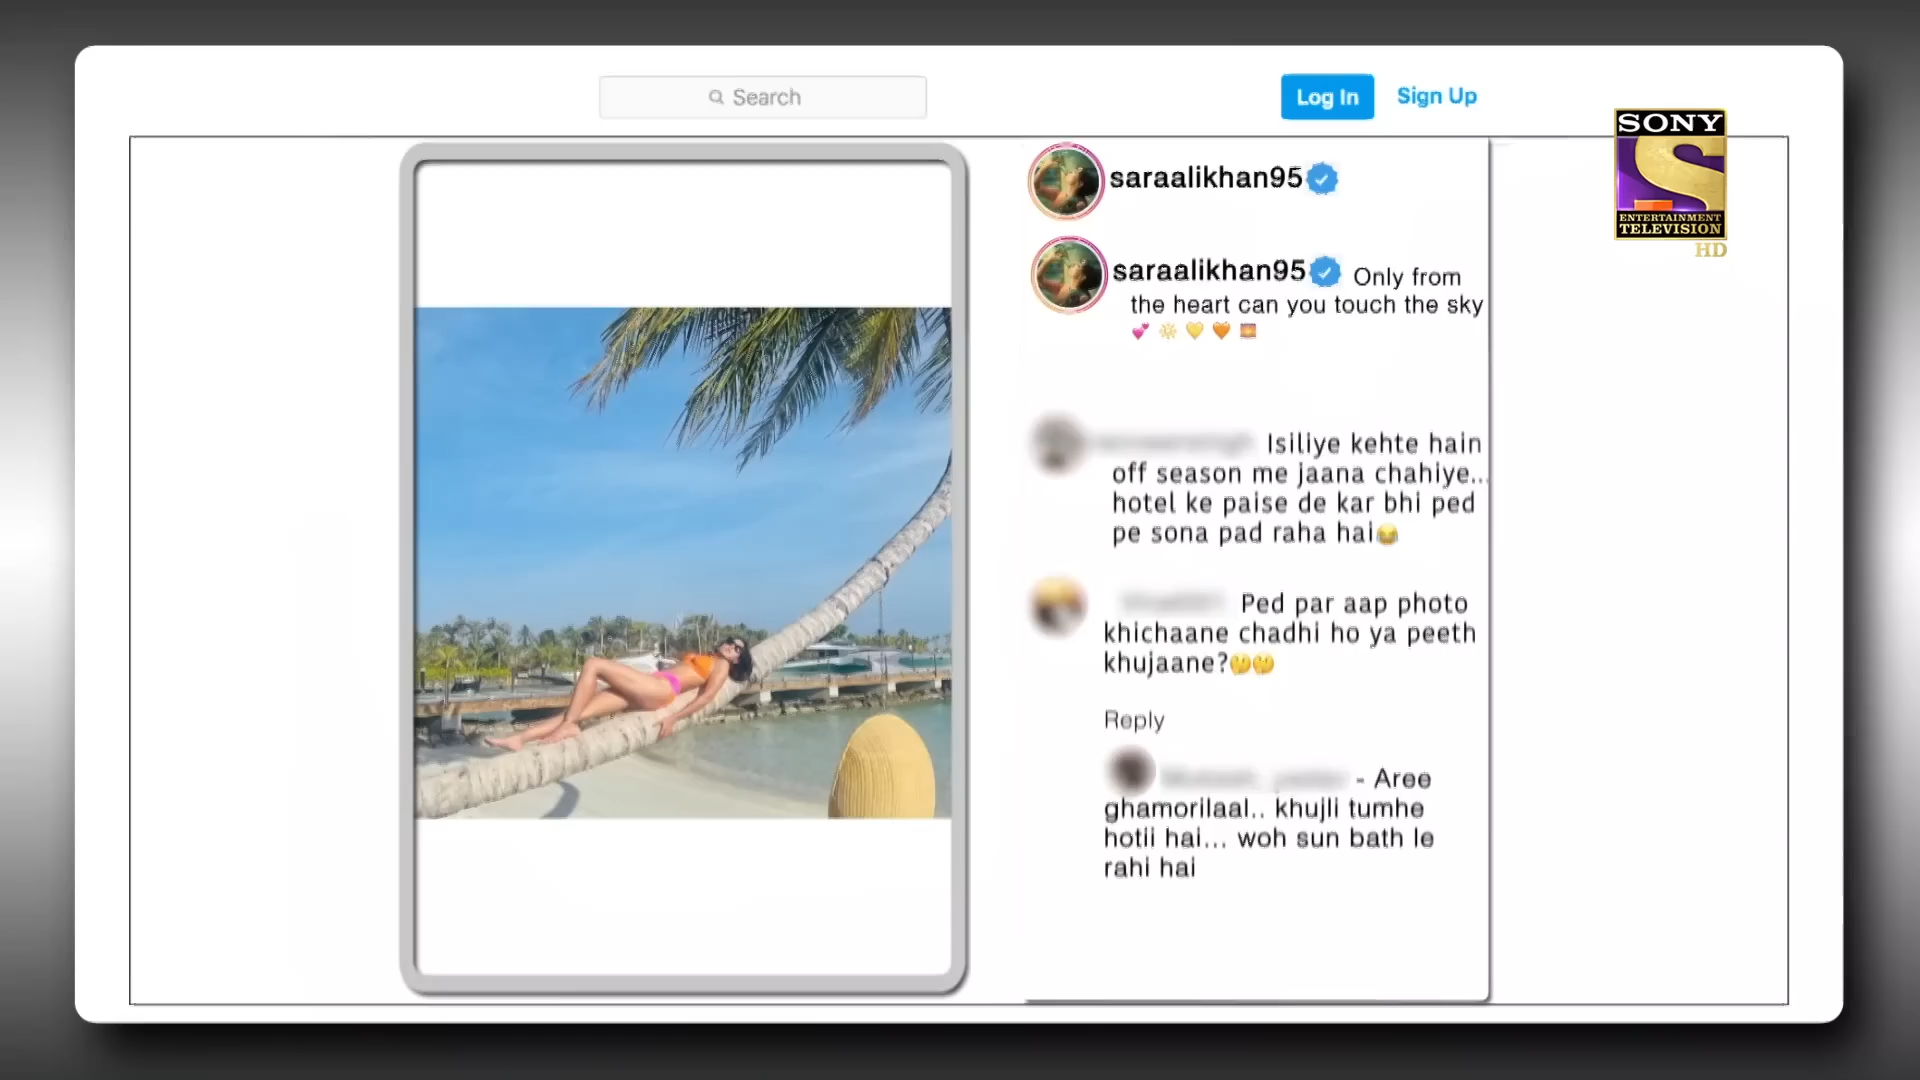 Search
Log In
Sign Up
SONY
ENTERTAINMENT
TELEVISION
HD
saraalikhan95
saraalikhan95 Only from
the heart can you touch the sky
💕 🔆 💛 🧡 🌅
Isiliye kehte hain
off season me jaana chahiye...
hotel ke paise de kar bhi ped
pe sona pad raha hai😂
Ped par aap photo
khichaane chadhi ho ya peeth
khujaane?🤔🤔
Reply
- Aree
ghamorilaal.. khujli tumhe
hotii hai... woh sun bath le
rahi hai